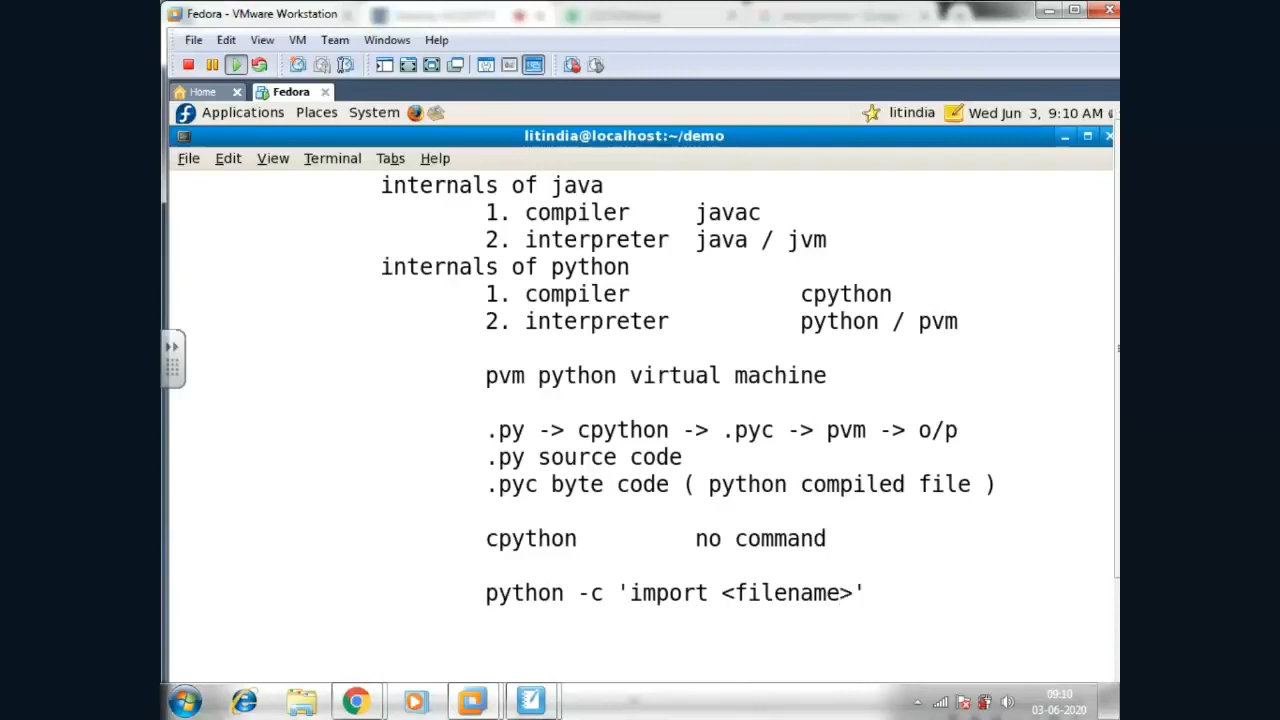 Fedora - VMware Workstation
File Edit View VM Team Windows Help
Home Fedora
Applications Places System litindia Wed Jun 3, 9:10 AM
litindia@localhost:~/demo
File Edit View Terminal Tabs Help
internals of java
1. compiler javac
2. interpreter java / jvm
internals of python
1. compiler cpython
2. interpreter python / pvm
pvm python virtual machine
.py -> cpython -> .pyc -> pvm -> o/p
.py source code
.pyc byte code ( python compiled file )
cpython no command
python -c 'import <filename>'
09:10
03-06-2020